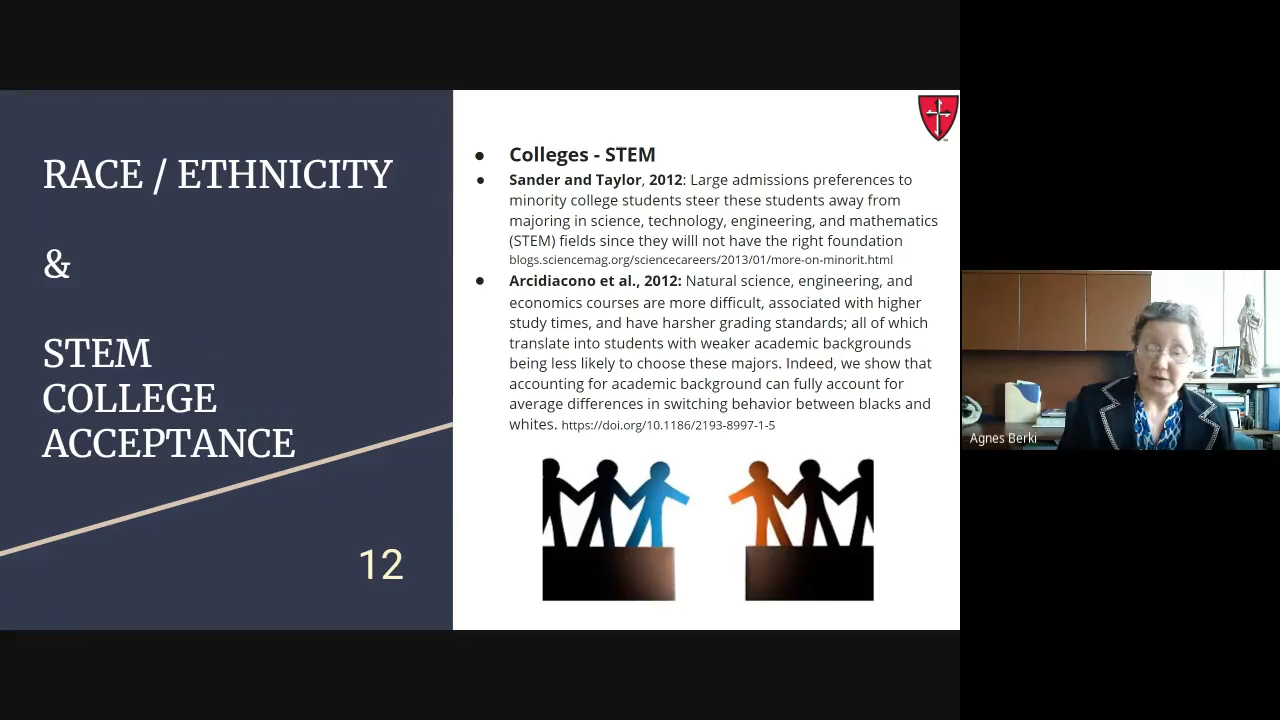 RACE / ETHNICITY
&
STEM
COLLEGE
ACCEPTANCE
12
● Colleges - STEM
● Sander and Taylor, 2012: Large admissions preferences to
minority college students steer these students away from
majoring in science, technology, engineering, and mathematics
(STEM) fields since they willl not have the right foundation
blogs.sciencemag.org/sciencecareers/2013/01/more-on-minorit.html
● Arcidiacono et al., 2012: Natural science, engineering, and
economics courses are more difficult, associated with higher
study times, and have harsher grading standards; all of which
translate into students with weaker academic backgrounds
being less likely to choose these majors. Indeed, we show that
accounting for academic background can fully account for
average differences in switching behavior between blacks and
whites. https://doi.org/10.1186/2193-8997-1-5
Agnes Berki